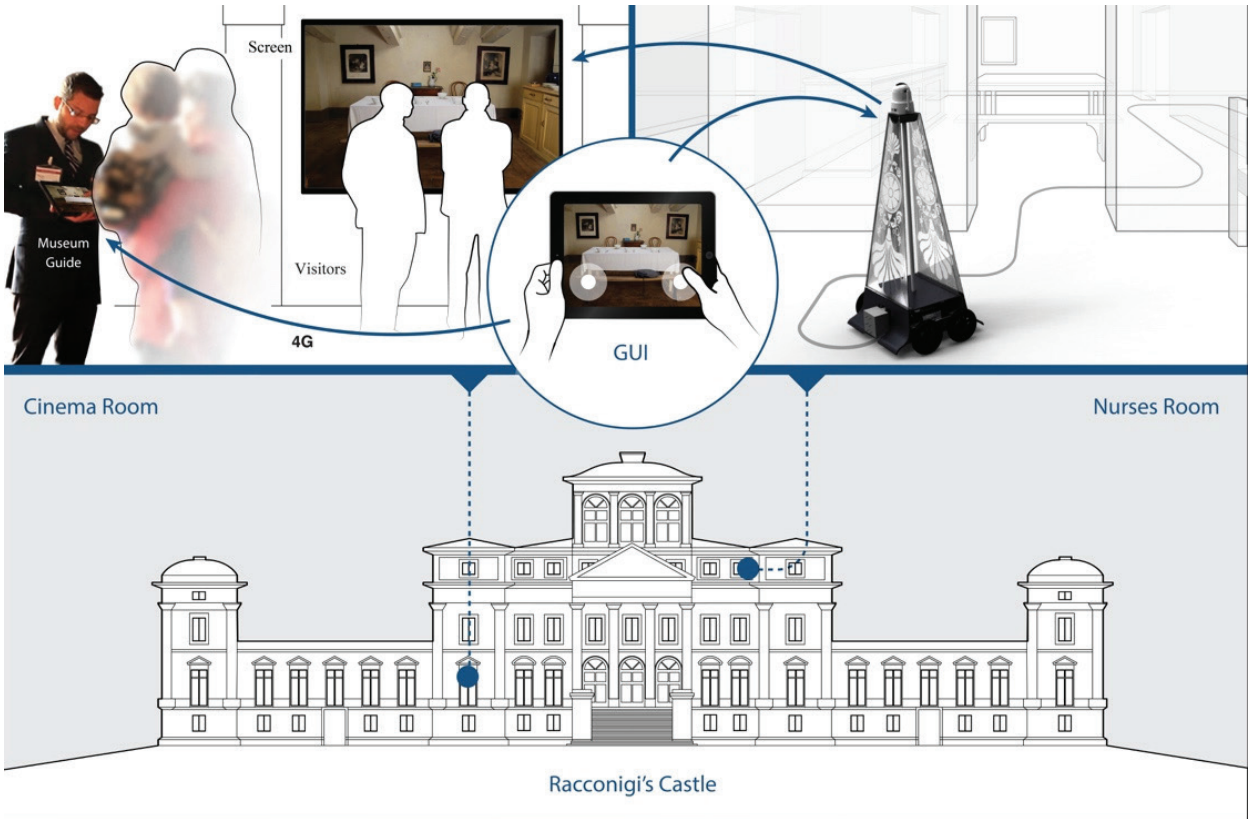 Screen
Museum
Guide
Visitors
4G
GUI
Cinema Room
Nurses Room
Racconigi's Castle